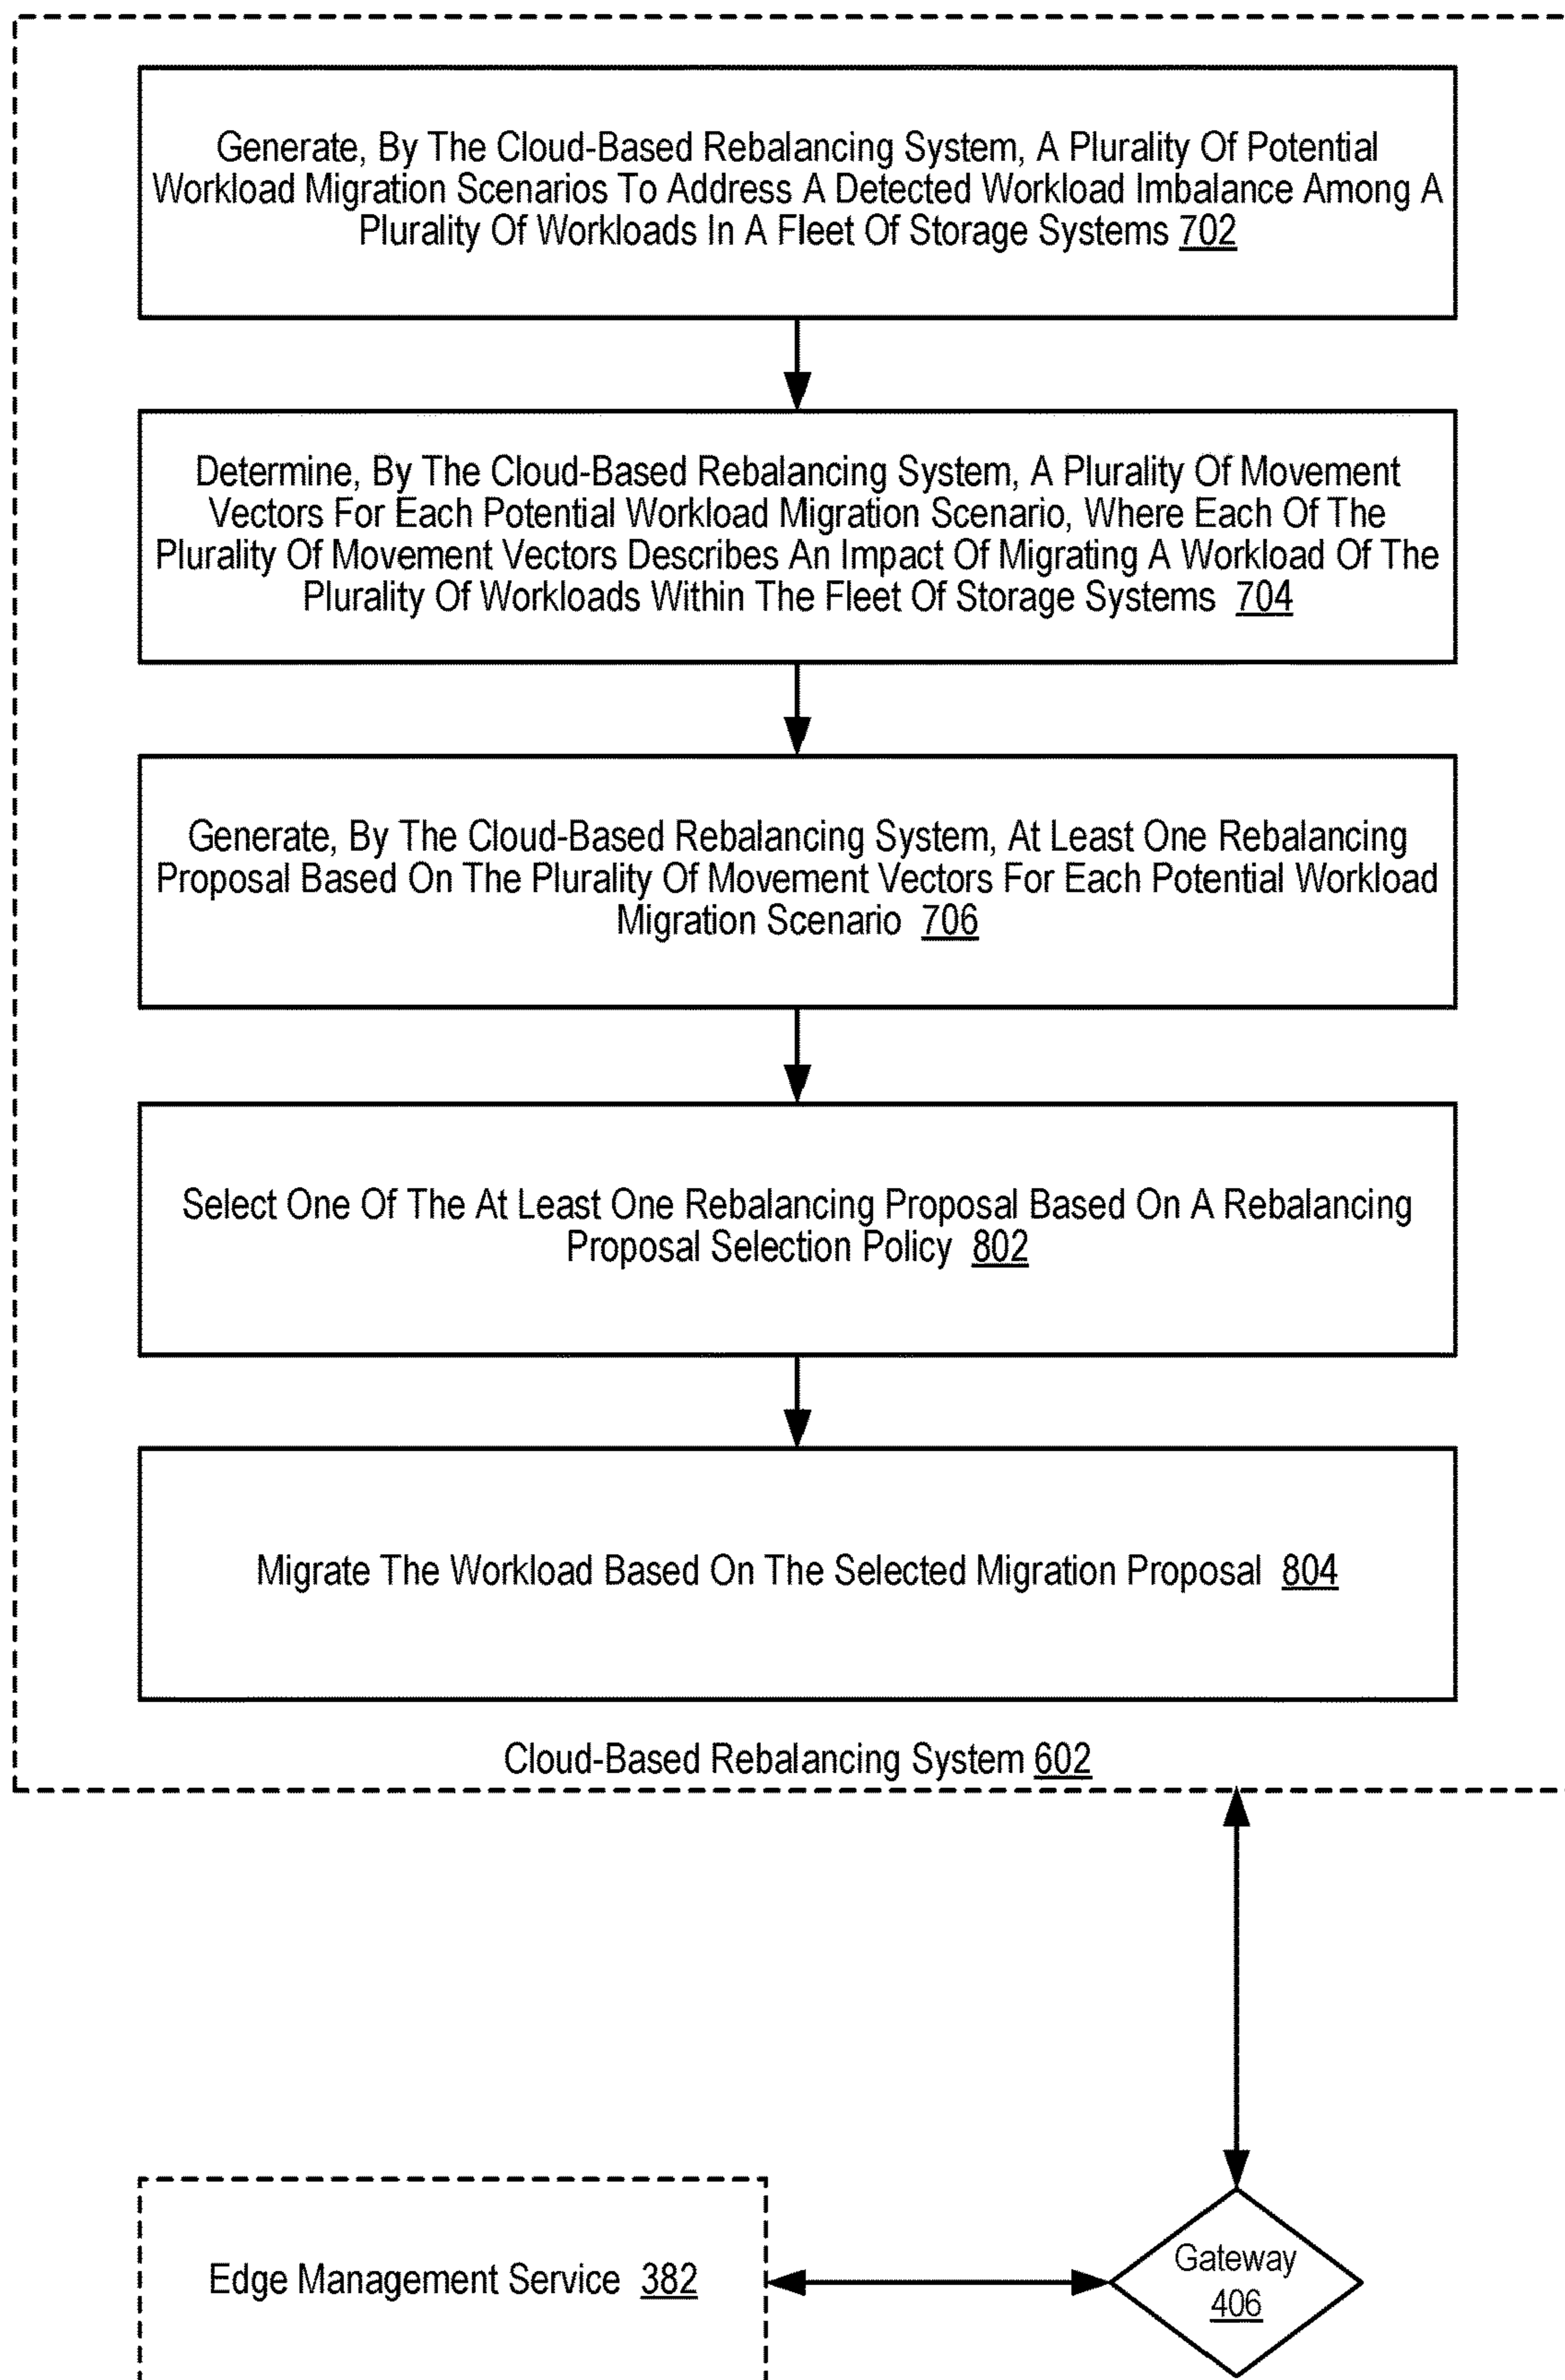 Generate, By The Cloud-Based Rebalancing System, A Plurality Of Potential
Workload Migration Scenarios To Address A Detected Workload Imbalance Among A
Plurality Of Workloads In A Fleet Of Storage Systems 702
Determine, By The Cloud-Based Rebalancing System, A Plurality Of Movement
Vectors For Each Potential Workload Migration Scenario, Where Each Of The
Plurality Of Movement Vectors Describes An Impact Of Migrating A Workload Of The
Plurality Of Workloads Within The Fleet Of Storage Systems 704
Generate, By The Cloud-Based Rebalancing System, At Least One Rebalancing
Proposal Based On The Plurality Of Movement Vectors For Each Potential Workload
Migration Scenario 706
Select One Of The At Least One Rebalancing Proposal Based On A Rebalancing
Proposal Selection Policy 802
Migrate The Workload Based On The Selected Migration Proposal 804
Cloud-Based Rebalancing System 602
Edge Management Service 382
Gateway
406